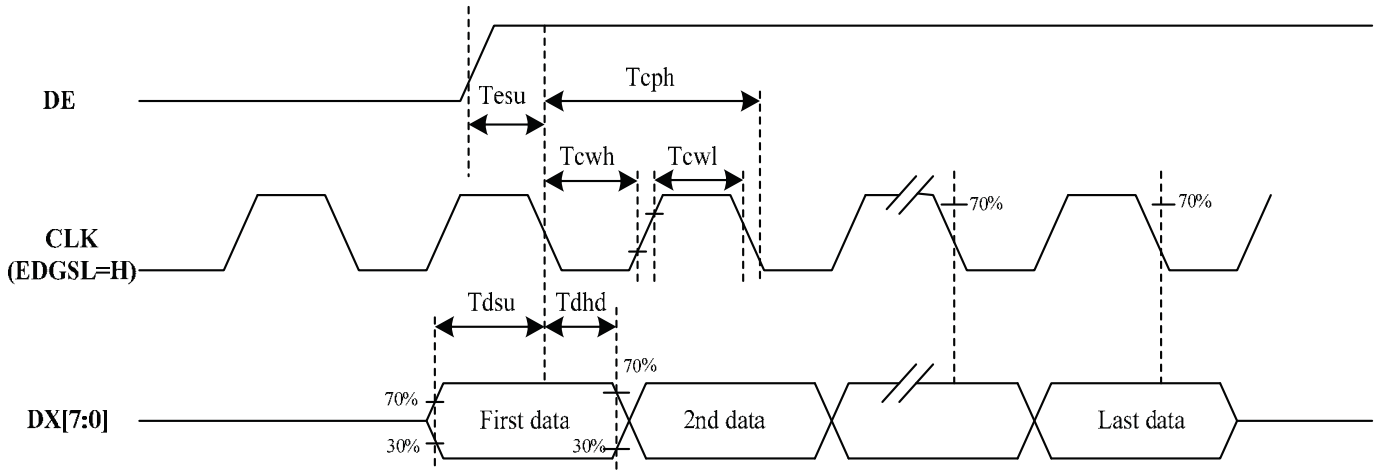 DE
Tesu
Tcph
Tcwh
Tcwl
CLK
(EDGSL=H)
70%
70%
Tdsu
Tdhd
70%
70%
DX[7:0]
First data
2nd data
Last data
30%
30%